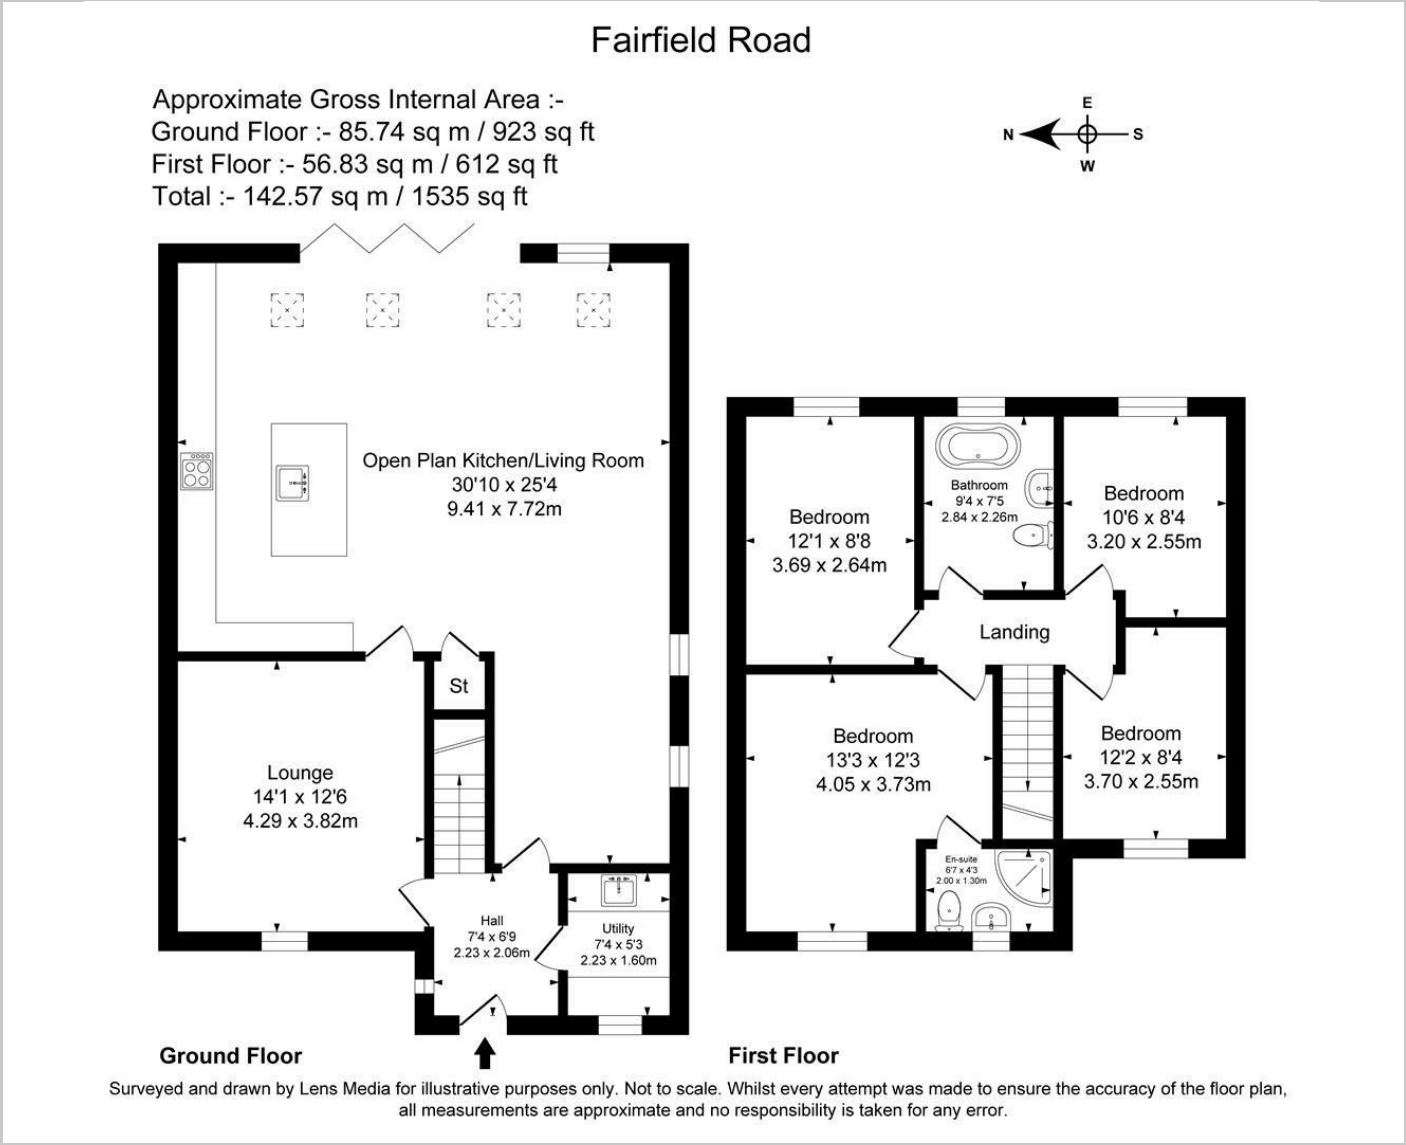 Fairfield Road
Approximate Gross Internal Area :-
Ground Floor :- 85.74 sq m / 923 sq ft
First Floor :- 56.83 sq m / 612 sq ft
Total :- 142.57 sq m / 1535 sq ft
E
N
S
W
Open Plan Kitchen/Living Room
30'10 x 25'4
9.41 x 7.72m
St
Lounge
14'1 x 12'6
4.29 x 3.82m
Hall
7'4 x 6'9
2.23 x 2.06m
Utility
7'4 x 5'3
2.23 x 1.60m
Ground Floor
Bedroom
12'1 x 8'8
3.69 x 2.64m
Bathroom
9'4 x 7'5
2.84 x 2.26m
Bedroom
10'6 x 8'4
3.20 x 2.55m
Landing
Bedroom
13'3 x 12'3
4.05 x 3.73m
Bedroom
12'2 x 8'4
3.70 x 2.55m
En-suite
6'7 x 4'3
2.00 x 1.30m
First Floor
Surveyed and drawn by Lens Media for illustrative purposes only. Not to scale. Whilst every attempt was made to ensure the accuracy of the floor plan,
all measurements are approximate and no responsibility is taken for any error.